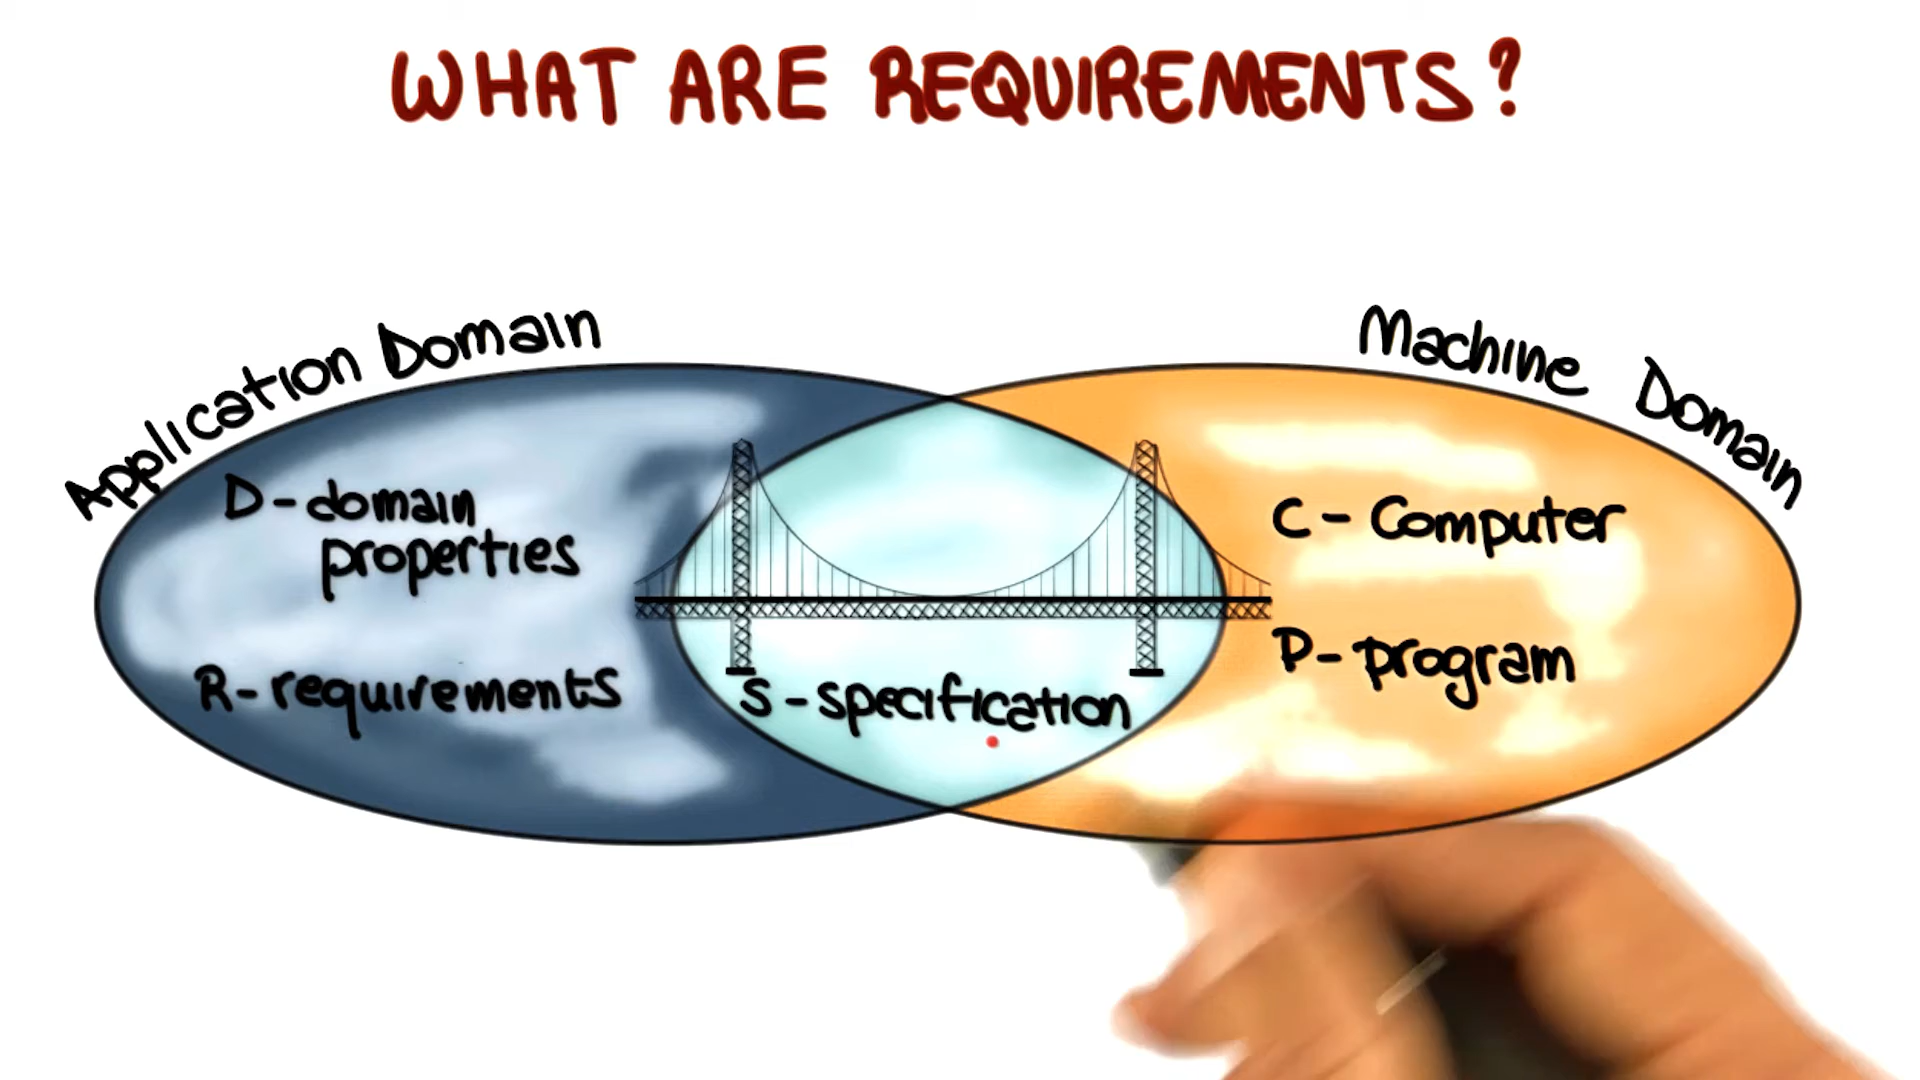 WHAT ARE REQUIREMENTS?
Application Domain
Machine Domain
D - domain
properties
R - requirements
S - specification
C - Computer
P - program